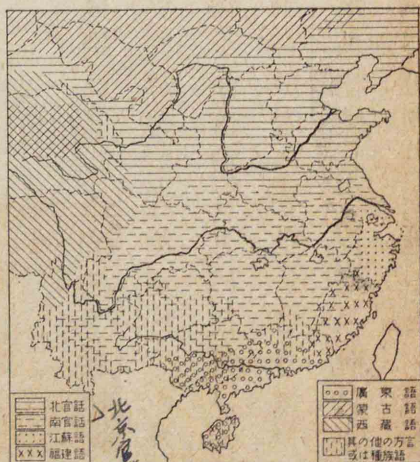 北官話
南官話
江蘇語
福建語
北京
廣東語
蒙古語
西藏語
其の他の方言
或は種族語